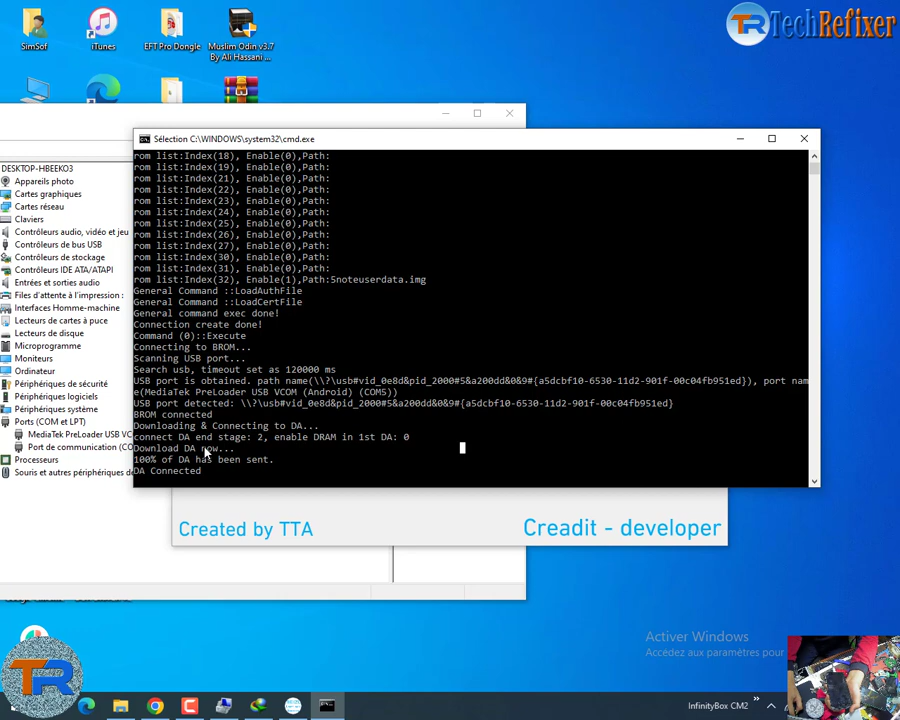 TechRefixer
SimSof
iTunes
EFT Pro Dongle
Muslim Odin v3.7
By Ali Hassani ...
Sélection C:\WINDOWS\system32\cmd.exe
rom list:Index(18), Enable(0),Path:
rom list:Index(19), Enable(0),Path:
rom list:Index(21), Enable(0),Path:
rom list:Index(22), Enable(0),Path:
rom list:Index(23), Enable(0),Path:
rom list:Index(24), Enable(0),Path:
rom list:Index(25), Enable(0),Path:
rom list:Index(26), Enable(0),Path:
rom list:Index(27), Enable(0),Path:
rom list:Index(30), Enable(0),Path:
rom list:Index(31), Enable(0),Path:
rom list:Index(32), Enable(1),Path:5noteuserdata.img
General Command ::LoadAuthFile
General Command ::LoadCertFile
General command exec done!
Connection create done!
Command (0)::Execute
Connecting to BROM...
Scanning USB port...
Search usb, timeout set as 120000 ms
USB port is obtained. path name(\\?\usb#vid_0e8d&pid_2000#5&a200dd&0&9#{a5dcbf10-6530-11d2-901f-00c04fb951ed}), port nam
e(MediaTek PreLoader USB VCOM (Android) (COM5))
USB port detected: \\?\usb#vid_0e8d&pid_2000#5&a200dd&0&9#{a5dcbf10-6530-11d2-901f-00c04fb951ed}
BROM connected
Downloading & Connecting to DA...
connect DA end stage: 2, enable DRAM in 1st DA: 0
Download DA now...
100% of DA has been sent.
DA Connected
DESKTOP-HBEEKO3
Appareils photo
Cartes graphiques
Cartes réseau
Claviers
Contrôleurs audio, vidéo et jeu
Contrôleurs de bus USB
Contrôleurs de stockage
Contrôleurs IDE ATA/ATAPI
Entrées et sorties audio
Files d'attente à l'impression :
Interfaces Homme-machine
Lecteurs de cartes à puce
Lecteurs de disque
Microprogramme
Moniteurs
Ordinateur
Périphériques de sécurité
Périphériques logiciels
Périphériques système
Ports (COM et LPT)
MediaTek PreLoader USB VC
Port de communication (CO
Processeurs
Souris et autres périphériques d
Created by TTA
Creadit - developer
Activer Windows
Accédez aux paramètres pour
TR
InfinityBox CM2